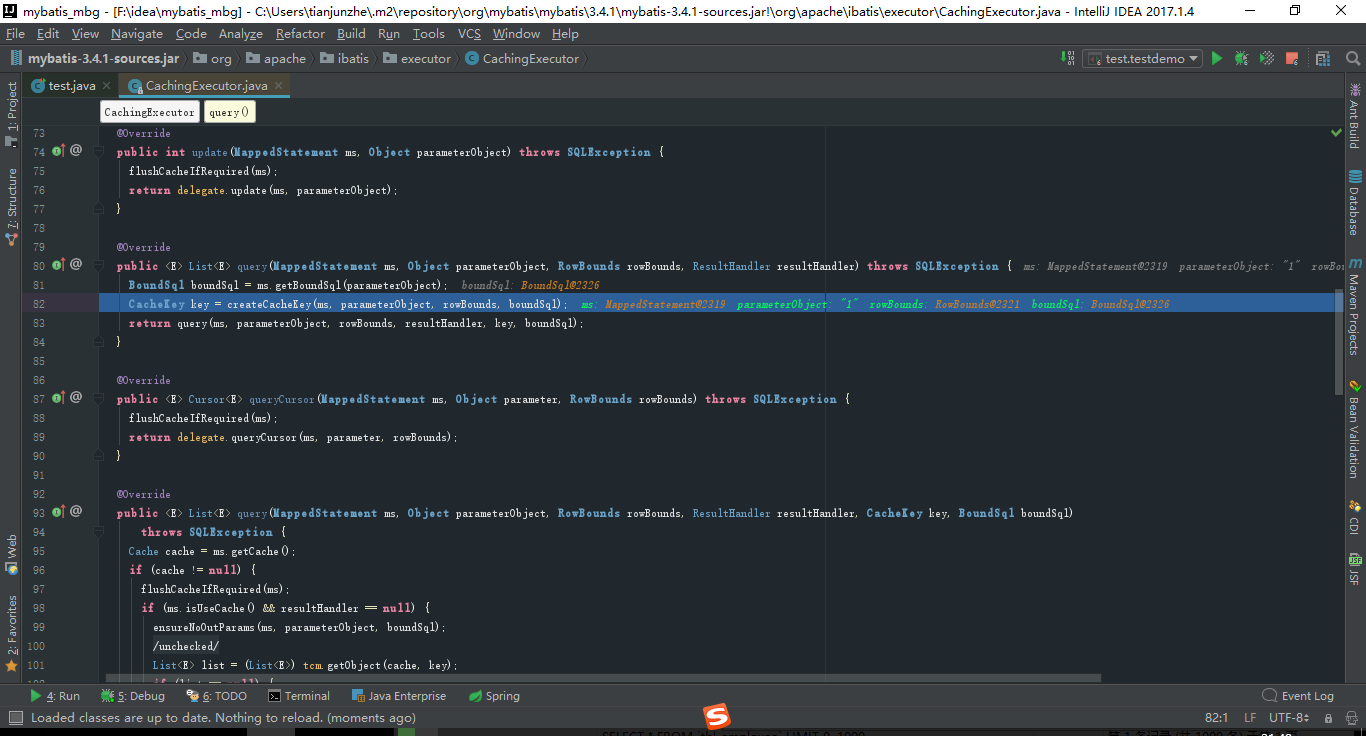 mybatis_mbg - [F:\idea\mybatis_mbg] - C:\Users\tianjunzhe\.m2\repository\org\mybatis\mybatis\3.4.1\mybatis-3.4.1-sources.jar!\org\apache\ibatis\executor\CachingExecutor.java - IntelliJ IDEA 2017.1.4
File Edit View Navigate Code Analyze Refactor Build Run Tools VCS Window Help
mybatis-3.4.1-sources.jar org apache ibatis executor CachingExecutor test.testdemo
test.java CachingExecutor.java
CachingExecutor query()
73 @Override
74 public int update(MappedStatement ms, Object parameterObject) throws SQLException {
75 flushCacheIfRequired(ms);
76 return delegate.update(ms, parameterObject);
77 }
78
79 @Override
80 public <E> List<E> query(MappedStatement ms, Object parameterObject, RowBounds rowBounds, ResultHandler resultHandler) throws SQLException { ms: MappedStatement@2319 parameterObject: "1" rowBou
81 BoundSql boundSql = ms.getBoundSql(parameterObject); boundSql: BoundSql@2326
82 CacheKey key = createCacheKey(ms, parameterObject, rowBounds, boundSql); ms: MappedStatement@2319 parameterObject: "1" rowBounds: RowBounds@2321 boundSql: BoundSql@2326
83 return query(ms, parameterObject, rowBounds, resultHandler, key, boundSql);
84 }
85
86 @Override
87 public <E> Cursor<E> queryCursor(MappedStatement ms, Object parameter, RowBounds rowBounds) throws SQLException {
88 flushCacheIfRequired(ms);
89 return delegate.queryCursor(ms, parameter, rowBounds);
90 }
91
92 @Override
93 public <E> List<E> query(MappedStatement ms, Object parameterObject, RowBounds rowBounds, ResultHandler resultHandler, CacheKey key, BoundSql boundSql)
94 throws SQLException {
95 Cache cache = ms.getCache();
96 if (cache != null) {
97 flushCacheIfRequired(ms);
98 if (ms.isUseCache() && resultHandler == null) {
99 ensureNoOutParams(ms, parameterObject, boundSql);
100 /unchecked/
101 List<E> list = (List<E>) tcm.getObject(cache, key);
1: Project
7: Structure
Web
2: Favorites
Ant Build
Database
Maven Projects
Bean Validation
CDI
JSF
4: Run 5: Debug 6: TODO Terminal Java Enterprise Spring Event Log
Loaded classes are up to date. Nothing to reload. (moments ago) 82:1 LF UTF-8